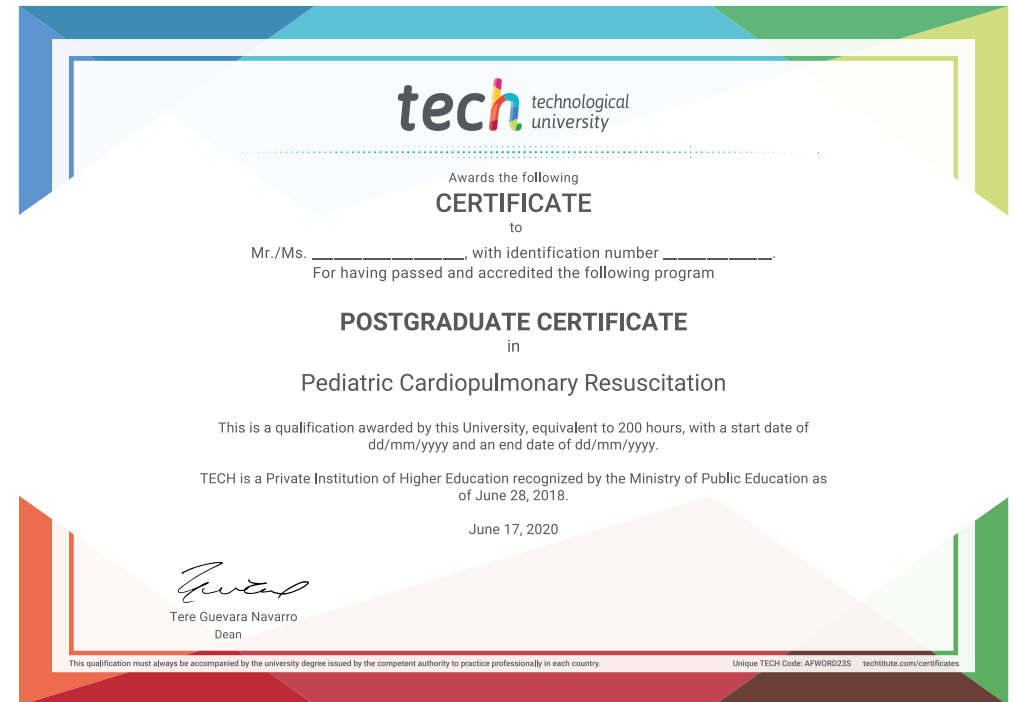 tech technological
university
Awards the following
CERTIFICATE
to
Mr./Ms. ____________________, with identification number ______________.
For having passed and accredited the following program
POSTGRADUATE CERTIFICATE
in
Pediatric Cardiopulmonary Resuscitation
This is a qualification awarded by this University, equivalent to 200 hours, with a start date of
dd/mm/yyyy and an end date of dd/mm/yyyy.
TECH is a Private Institution of Higher Education recognized by the Ministry of Public Education as
of June 28, 2018.
June 17, 2020
Tere Guevara Navarro
Dean
This qualification must always be accompanied by the university degree issued by the competent authority to practice professionally in each country. Unique TECH Code: AFWORD23S techtitute.com/certificates